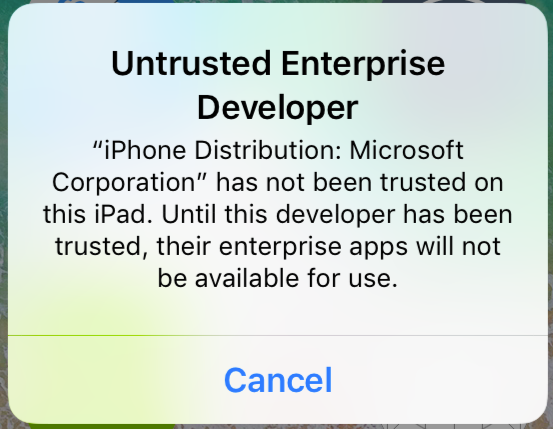 Untrusted Enterprise
Developer
“iPhone Distribution: Microsoft
Corporation” has not been trusted on
this iPad. Until this developer has been
trusted, their enterprise apps will not
be available for use.
Cancel